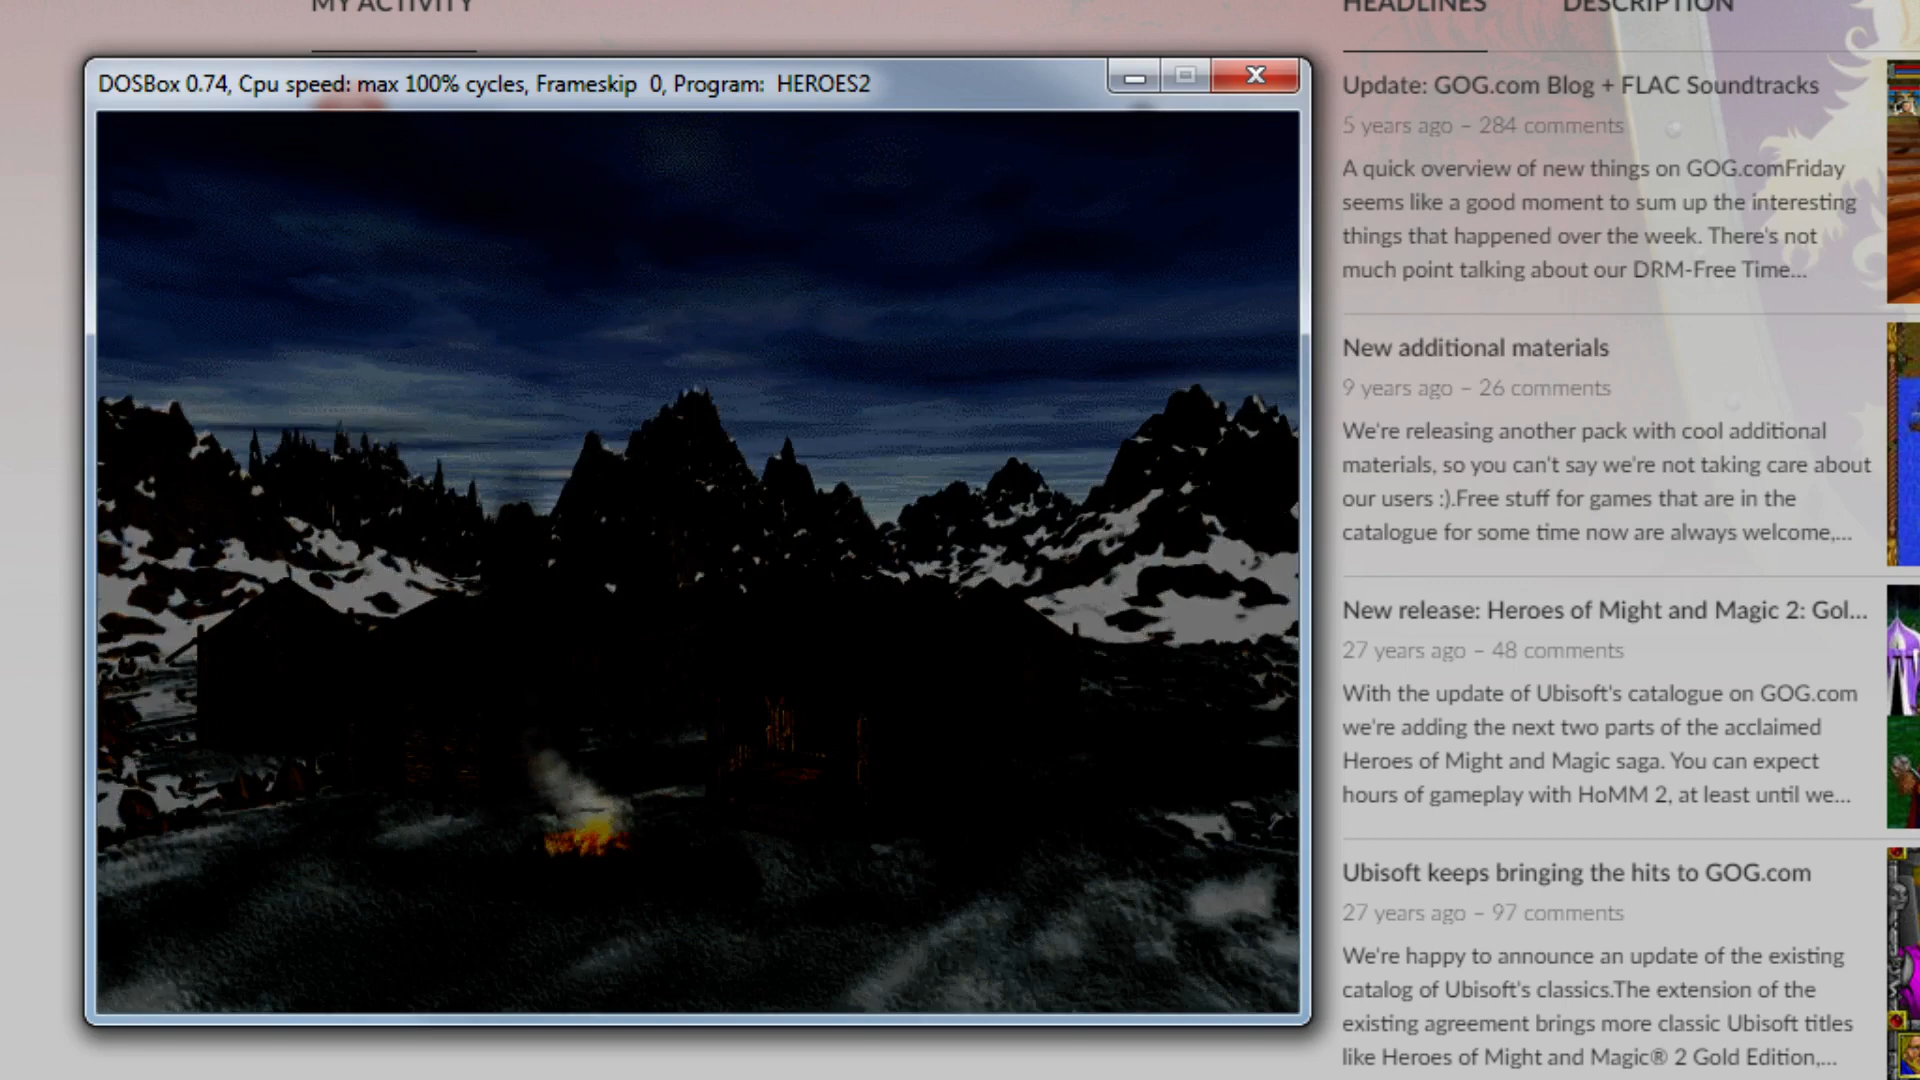 MY ACTIVITY
HEADLINES
DESCRIPTION
DOSBox 0.74, Cpu speed: max 100% cycles, Frameskip 0, Program: HEROES2
Update: GOG.com Blog + FLAC Soundtracks
5 years ago – 284 comments
A quick overview of new things on GOG.comFriday
seems like a good moment to sum up the interesting
things that happened over the week. There's not
much point talking about our DRM-Free Time...
New additional materials
9 years ago – 26 comments
We're releasing another pack with cool additional
materials, so you can't say we're not taking care about
our users :).Free stuff for games that are in the
catalogue for some time now are always welcome,...
New release: Heroes of Might and Magic 2: Gol...
27 years ago – 48 comments
With the update of Ubisoft's catalogue on GOG.com
we're adding the next two parts of the acclaimed
Heroes of Might and Magic saga. You can expect
hours of gameplay with HoMM 2, at least until we...
Ubisoft keeps bringing the hits to GOG.com
27 years ago – 97 comments
We're happy to announce an update of the existing
catalog of Ubisoft's classics.The extension of the
existing agreement brings more classic Ubisoft titles
like Heroes of Might and Magic® 2 Gold Edition,...